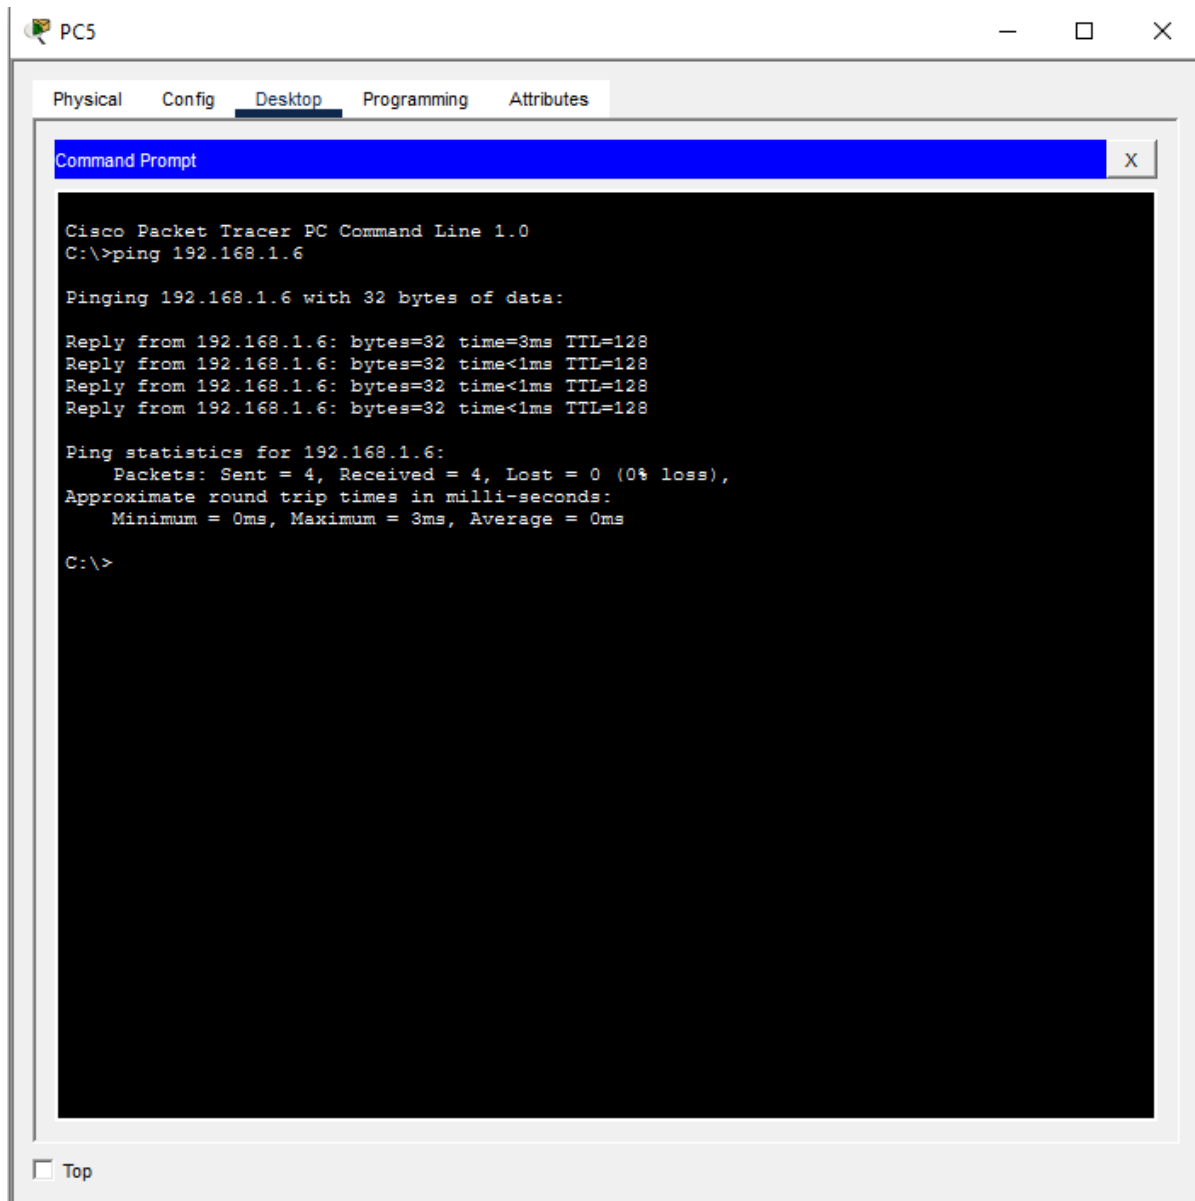 PC5
Physical Config Desktop Programming Attributes
Command Prompt X
Cisco Packet Tracer PC Command Line 1.0
C:\>ping 192.168.1.6
Pinging 192.168.1.6 with 32 bytes of data:
Reply from 192.168.1.6: bytes=32 time=3ms TTL=128
Reply from 192.168.1.6: bytes=32 time<1ms TTL=128
Reply from 192.168.1.6: bytes=32 time<1ms TTL=128
Reply from 192.168.1.6: bytes=32 time<1ms TTL=128
Ping statistics for 192.168.1.6:
Packets: Sent = 4, Received = 4, Lost = 0 (0% loss),
Approximate round trip times in milli-seconds:
Minimum = 0ms, Maximum = 3ms, Average = 0ms
C:\>
Top